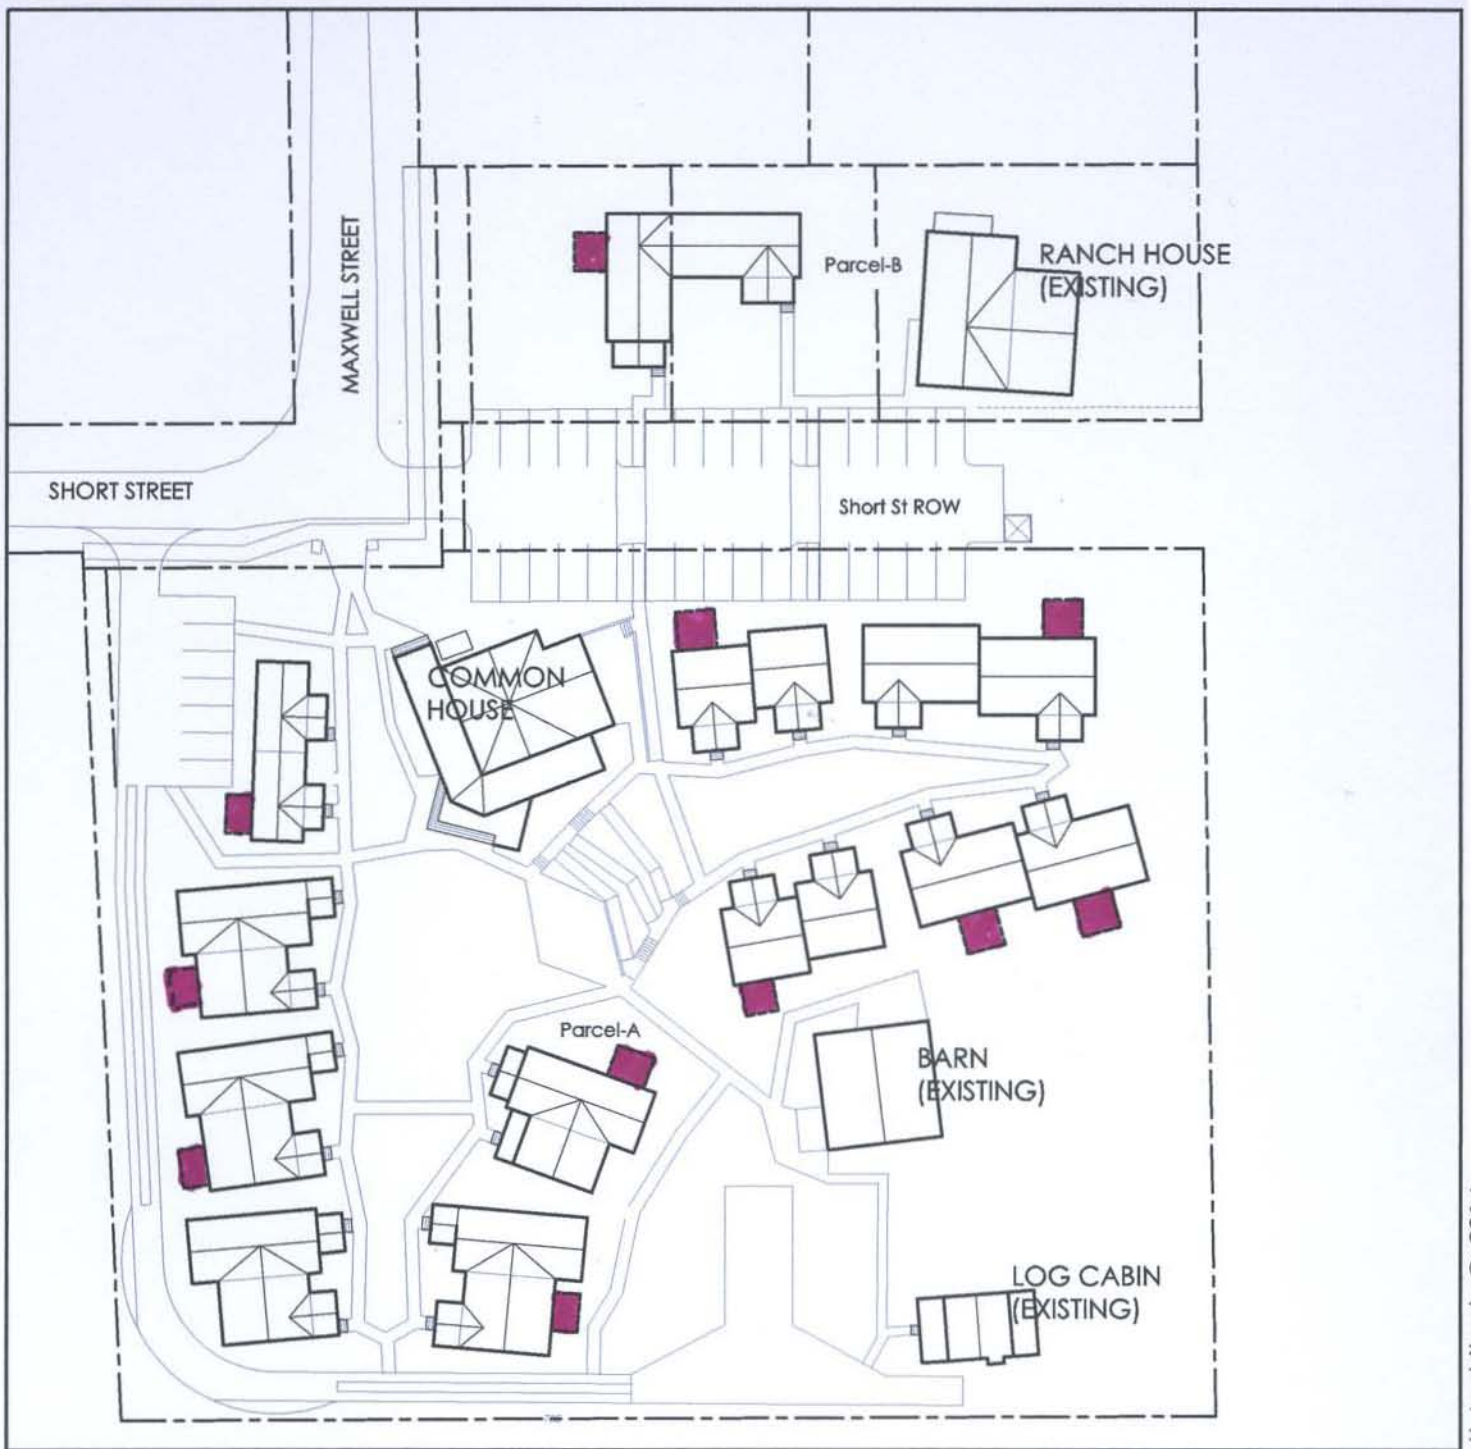 MAXWELL STREET
RANCH HOUSE
(EXISTING)
Parcel-B
SHORT STREET
Short St ROW
COMMON
HOUSE
Parcel-A
BARN
(EXISTING)
LOG CABIN
(EXISTING)